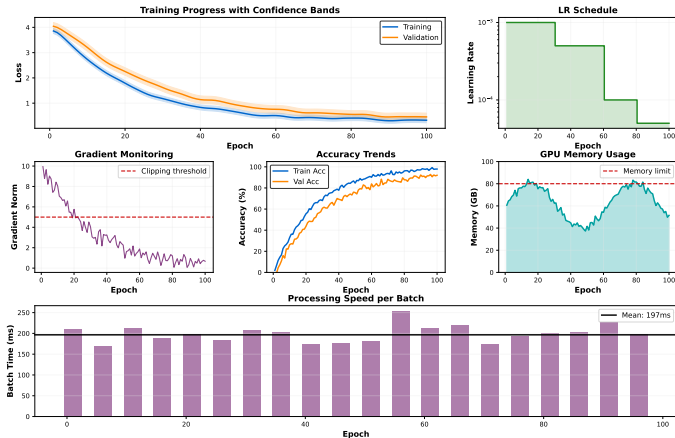 Training Progress with Confidence Bands
4
3
2
1
Loss
Training
Validation
0
20
40
60
80
100
Epoch
LR Schedule
10⁻³
10⁻⁴
Learning Rate
0
20
40
60
80
100
Epoch
Gradient Monitoring
10
8
6
4
2
0
Gradient Norm
Clipping threshold
0
20
40
60
80
100
Epoch
Accuracy Trends
100
80
60
40
20
0
Accuracy (%)
Train Acc
Val Acc
0
20
40
60
80
100
Epoch
GPU Memory Usage
100
80
60
40
20
0
Memory (GB)
Memory limit
0
20
40
60
80
100
Epoch
Processing Speed per Batch
250
200
150
100
50
0
Batch Time (ms)
Mean: 197ms
0
20
40
60
80
100
Epoch